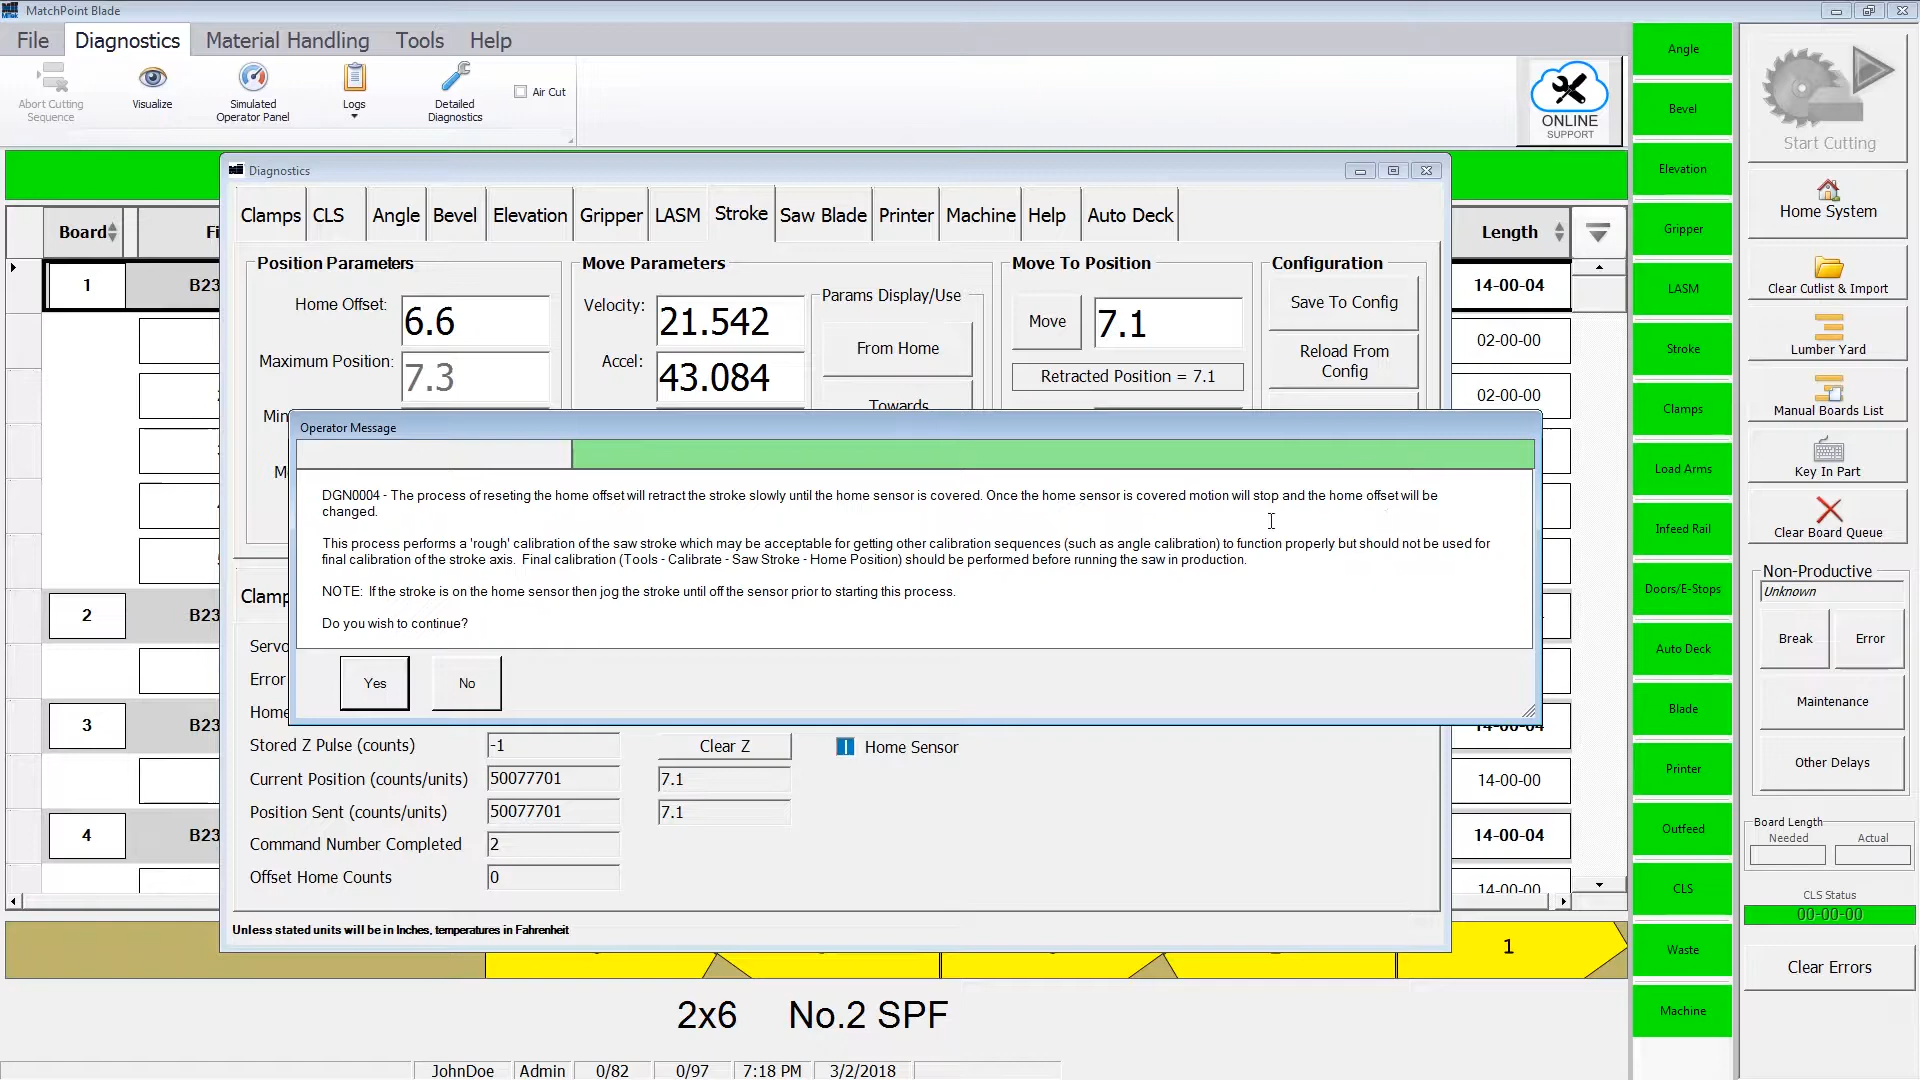 MatchPoint Blade
File Diagnostics Material Handling Tools Help
Abort Cutting Sequence
Visualize
Simulated Operator Panel
Logs
Detailed Diagnostics
Air Cut
ONLINE
SUPPORT
Diagnostics
Clamps CLS Angle Bevel Elevation Gripper LASM Stroke Saw Blade Printer Machine Help Auto Deck
Board Fi Length
1 B23 14-00-04
02-00-00
02-00-00
2 B23
3 B23 14-00-04
14-00-00
4 B23 14-00-04
14-00-00
Position Parameters
Home Offset: 6.6
Maximum Position: 7.3
Move Parameters
Velocity: 21.542
Accel: 43.084
Params Display/Use
From Home
Towards
Move To Position
Move 7.1
Retracted Position = 7.1
Configuration
Save To Config
Reload From
Config
Operator Message
DGN0004 - The process of reseting the home offset will retract the stroke slowly until the home sensor is covered. Once the home sensor is covered motion will stop and the home offset will be
changed.
This process performs a 'rough' calibration of the saw stroke which may be acceptable for getting other calibration sequences (such as angle calibration) to function properly but should not be used for
final calibration of the stroke axis. Final calibration (Tools - Calibrate - Saw Stroke - Home Position) should be performed before running the saw in production.
NOTE: If the stroke is on the home sensor then jog the stroke until off the sensor prior to starting this process.
Do you wish to continue?
Yes No
Clamp
Servo
Error
Home
Stored Z Pulse (counts) -1 Clear Z Home Sensor
Current Position (counts/units) 50077701 7.1
Position Sent (counts/units) 50077701 7.1
Command Number Completed 2
Offset Home Counts 0
Unless stated units will be in Inches, temperatures in Fahrenheit
1
2x6 No.2 SPF
JohnDoe Admin 0/82 0/97 7:18 PM 3/2/2018
Angle
Bevel
Elevation
Gripper
LASM
Stroke
Clamps
Load Arms
Infeed Rail
Doors/E-Stops
Auto Deck
Blade
Printer
Outfeed
CLS
Waste
Machine
Start Cutting
Home System
Clear Cutlist & Import
Lumber Yard
Manual Boards List
Key In Part
Clear Board Queue
Non-Productive
Unknown
Break Error
Maintenance
Other Delays
Board Length
Needed Actual
CLS Status
00-00-00
Clear Errors